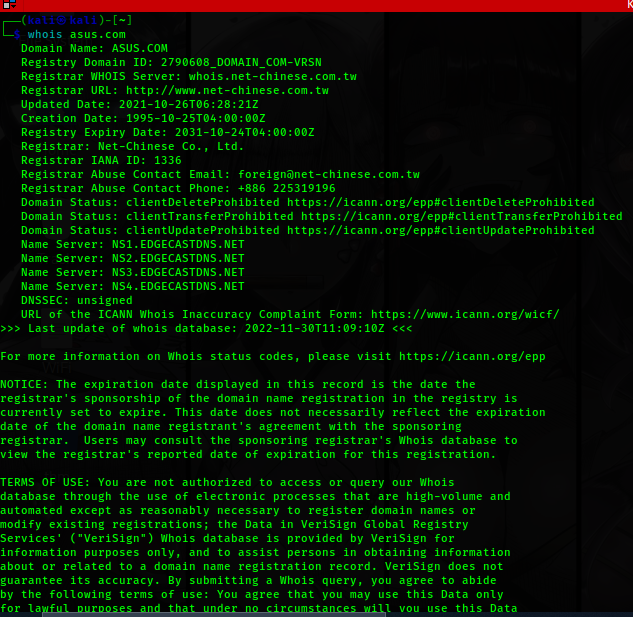 K
(kali㉿kali)-[~]
$ whois asus.com
Domain Name: ASUS.COM
Registry Domain ID: 2790608_DOMAIN_COM-VRSN
Registrar WHOIS Server: whois.net-chinese.com.tw
Registrar URL: http://www.net-chinese.com.tw
Updated Date: 2021-10-26T06:28:21Z
Creation Date: 1995-10-25T04:00:00Z
Registry Expiry Date: 2031-10-24T04:00:00Z
Registrar: Net-Chinese Co., Ltd.
Registrar IANA ID: 1336
Registrar Abuse Contact Email: foreign@net-chinese.com.tw
Registrar Abuse Contact Phone: +886 225319196
Domain Status: clientDeleteProhibited https://icann.org/epp#clientDeleteProhibited
Domain Status: clientTransferProhibited https://icann.org/epp#clientTransferProhibited
Domain Status: clientUpdateProhibited https://icann.org/epp#clientUpdateProhibited
Name Server: NS1.EDGECASTDNS.NET
Name Server: NS2.EDGECASTDNS.NET
Name Server: NS3.EDGECASTDNS.NET
Name Server: NS4.EDGECASTDNS.NET
DNSSEC: unsigned
URL of the ICANN Whois Inaccuracy Complaint Form: https://www.icann.org/wicf/
>>> Last update of whois database: 2022-11-30T11:09:10Z <<<
For more information on Whois status codes, please visit https://icann.org/epp
NOTICE: The expiration date displayed in this record is the date the
registrar's sponsorship of the domain name registration in the registry is
currently set to expire. This date does not necessarily reflect the expiration
date of the domain name registrant's agreement with the sponsoring
registrar.  Users may consult the sponsoring registrar's Whois database to
view the registrar's reported date of expiration for this registration.
TERMS OF USE: You are not authorized to access or query our Whois
database through the use of electronic processes that are high-volume and
automated except as reasonably necessary to register domain names or
modify existing registrations; the Data in VeriSign Global Registry
Services' ("VeriSign") Whois database is provided by VeriSign for
information purposes only, and to assist persons in obtaining information
about or related to a domain name registration record. VeriSign does not
guarantee its accuracy. By submitting a Whois query, you agree to abide
by the following terms of use: You agree that you may use this Data only
for lawful purposes and that under no circumstances will you use this Data